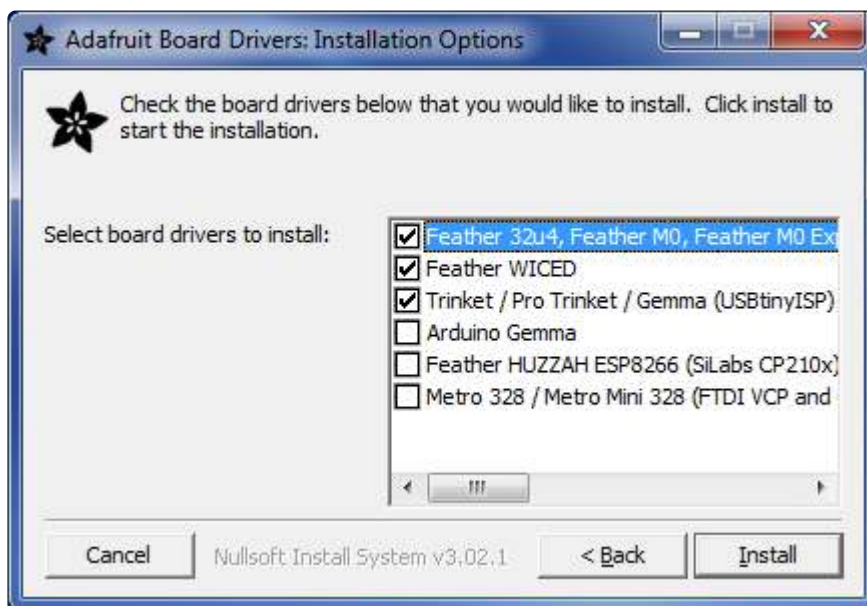 Adafruit Board Drivers: Installation Options
Check the board drivers below that you would like to install. Click install to
start the installation.
Select board drivers to install:
Feather 32u4, Feather M0, Feather M0 Ex
Feather WICED
Trinket / Pro Trinket / Gemma (USBtinyISP)
Arduino Gemma
Feather HUZZAH ESP8266 (SiLabs CP210x)
Metro 328 / Metro Mini 328 (FTDI VCP and
Cancel
Nullsoft Install System v3.02.1
< Back
Install